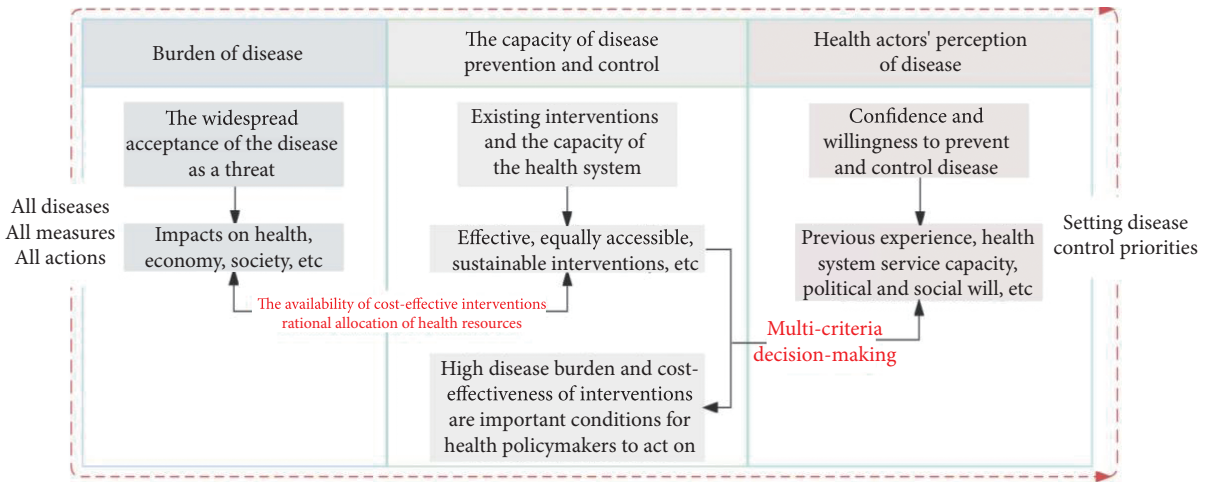 Burden of disease
The capacity of disease
prevention and control
Health actors' perception
of disease
The widespread
acceptance of the disease
as a threat
Existing interventions
and the capacity of
the health system
Confidence and
willingness to prevent
and control disease
All diseases
All measures
All actions
Impacts on health,
economy, society, etc
Effective, equally accessible,
sustainable interventions, etc
Previous experience, health
system service capacity,
political and social will, etc
Setting disease
control priorities
The availability of cost-effective interventions
rational allocation of health resources
Multi-criteria
decision-making
High disease burden and cost-
effectiveness of interventions
are important conditions for
health policymakers to act on